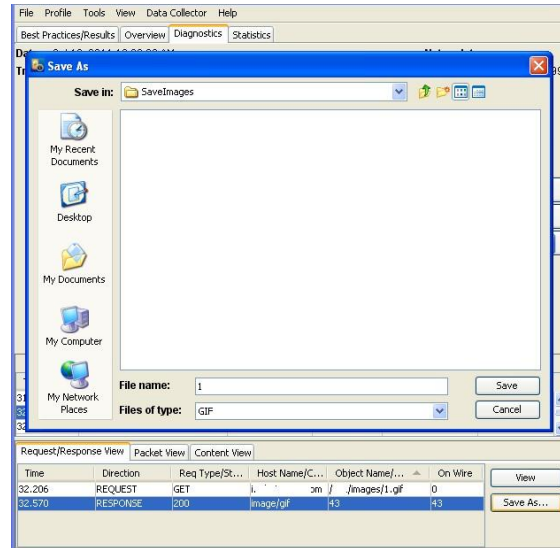 File Profile Tools View Data Collector Help
Best Practices/Results Overview Diagnostics Statistics
Save As
Save in: SaveImages
My Recent
Documents
Desktop
My Documents
My Computer
My Network
Places
File name: 1 Save
Files of type: GIF Cancel
Request/Response View Packet View Content View
Time Direction Req Type/St... Host Name/C... Object Name/... On Wire
View
32.206 REQUEST GET /images/1.gif 0
32.570 RESPONSE 200 image/gif 43 43
Save As...